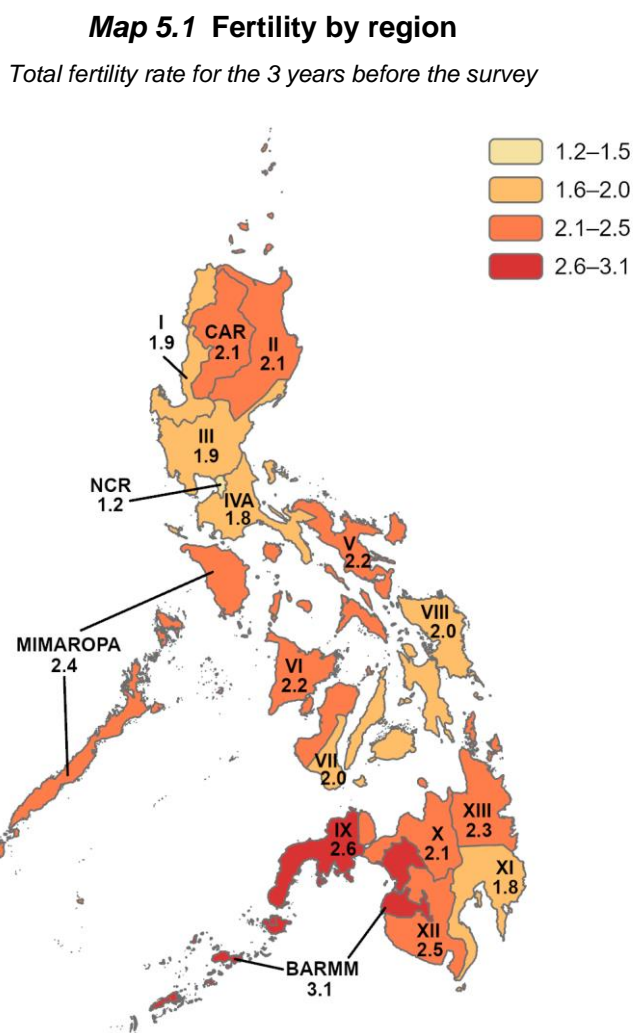 Map 5.1 Fertility by region
Total fertility rate for the 3 years before the survey
1.2–1.5
1.6–2.0
2.1–2.5
2.6–3.1
I
1.9
CAR
2.1
II
2.1
III
1.9
NCR
1.2
IVA
1.8
V
2.2
MIMAROPA
2.4
VIII
2.0
VI
2.2
VII
2.0
IX
2.6
X
2.1
XIII
2.3
XI
1.8
XII
2.5
BARMM
3.1